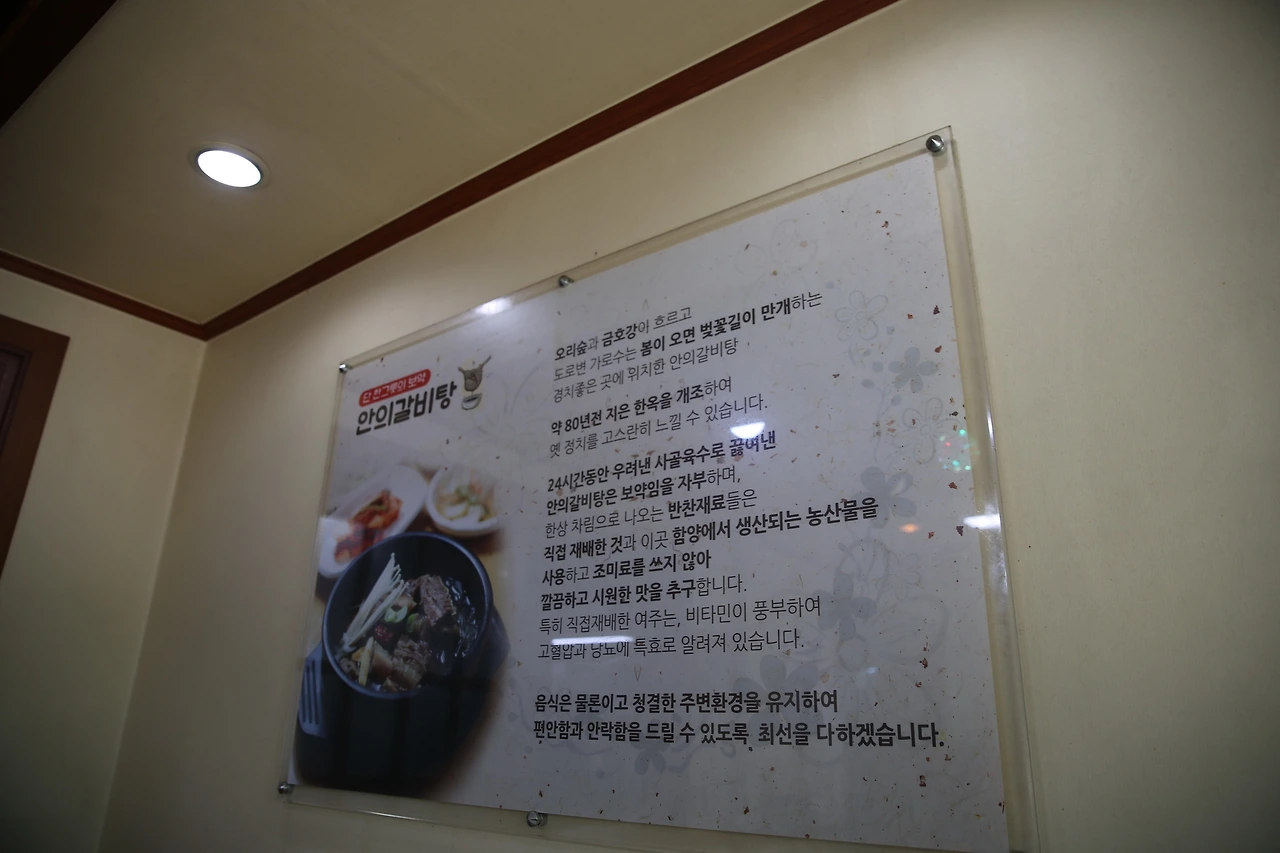 단 한그릇의 보약
안의갈비탕
오리숲과 금호강이 흐르고
도로변 가로수는 봄이 오면 벚꽃길이 만개하는
경치좋은 곳에 위치한 안의갈비탕
약 80년전 지은 한옥을 개조하여
옛 정치를 고스란히 느낄 수 있습니다.
24시간동안 우려낸 사골육수로 끓여낸
안의갈비탕은 보약임을 자부하며,
한상 차림으로 나오는 반찬재료들은
직접 재배한 것과 이곳 함양에서 생산되는 농산물을
사용하고 조미료를 쓰지 않아
깔끔하고 시원한 맛을 추구합니다.
특히 직접재배한 여주는, 비타민이 풍부하여
고혈압과 당뇨에 특효로 알려져 있습니다.
음식은 물론이고 청결한 주변환경을 유지하여
편안함과 안락함을 드릴 수 있도록 최선을 다하겠습니다.